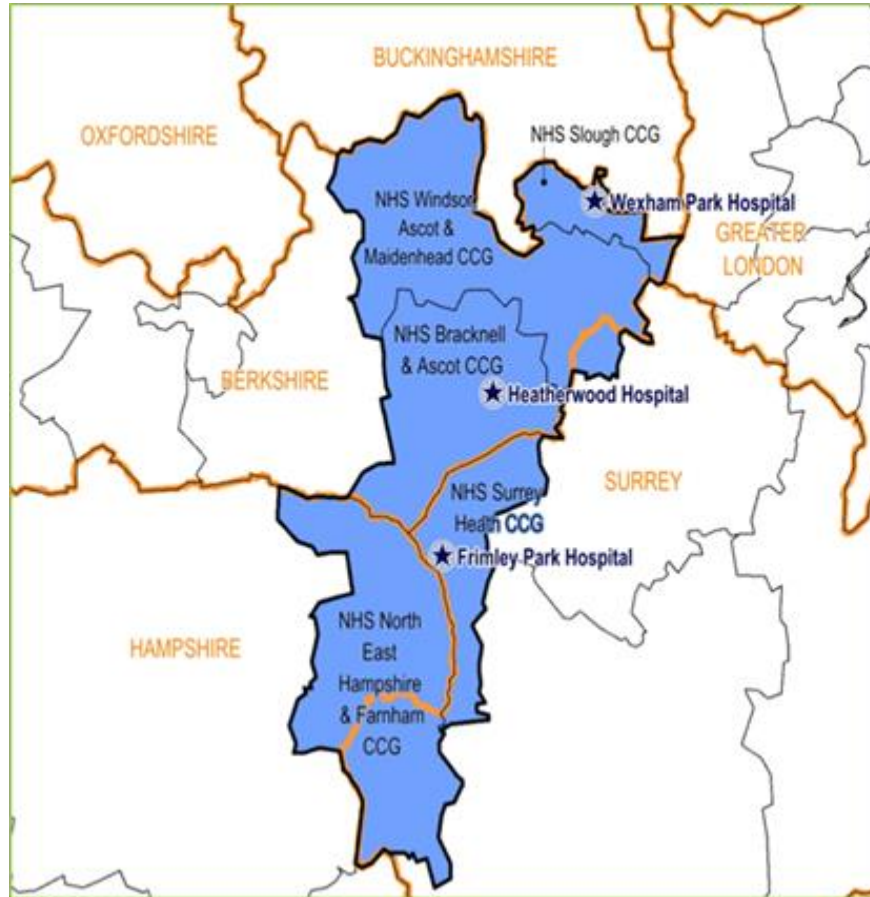 BUCKINGHAMSHIRE
OXFORDSHIRE
NHS Slough CCG
NHS Windsor
Ascot &
Maidenhead CCG
Wexham Park Hospital
GREATER
LONDON
NHS Bracknell
& Ascot CCG
BERKSHIRE
Heatherwood Hospital
SURREY
NHS Surrey
Heath CCG
Frimley Park Hospital
HAMPSHIRE
NHS North
East
Hampshire
& Farnham
CCG